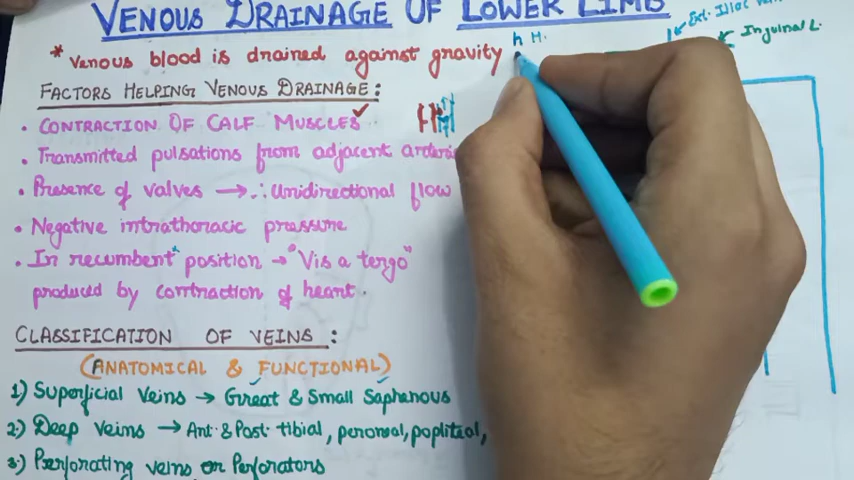 VENOUS DRAINAGE OF LOWER LIMB
* Venous blood is drained against gravity
h H.
Ext. Iliac
Inguinal L.
FACTORS HELPING VENOUS DRAINAGE:
• CONTRACTION OF CALF MUSCLES ✓
• Transmitted pulsations from adjacent
• Presence of valves → ∴ Unidirectional flow
• Negative intrathoracic pressure
• In recumbent* position → "Vis a tergo"
produced by contraction of heart.
CLASSIFICATION OF VEINS:
(ANATOMICAL & FUNCTIONAL)
1) Superficial Veins → Great & Small Saphenous
2) Deep Veins → Ant. & Post tibial, peroneal, popliteal,
3) Perforating veins or Perforators